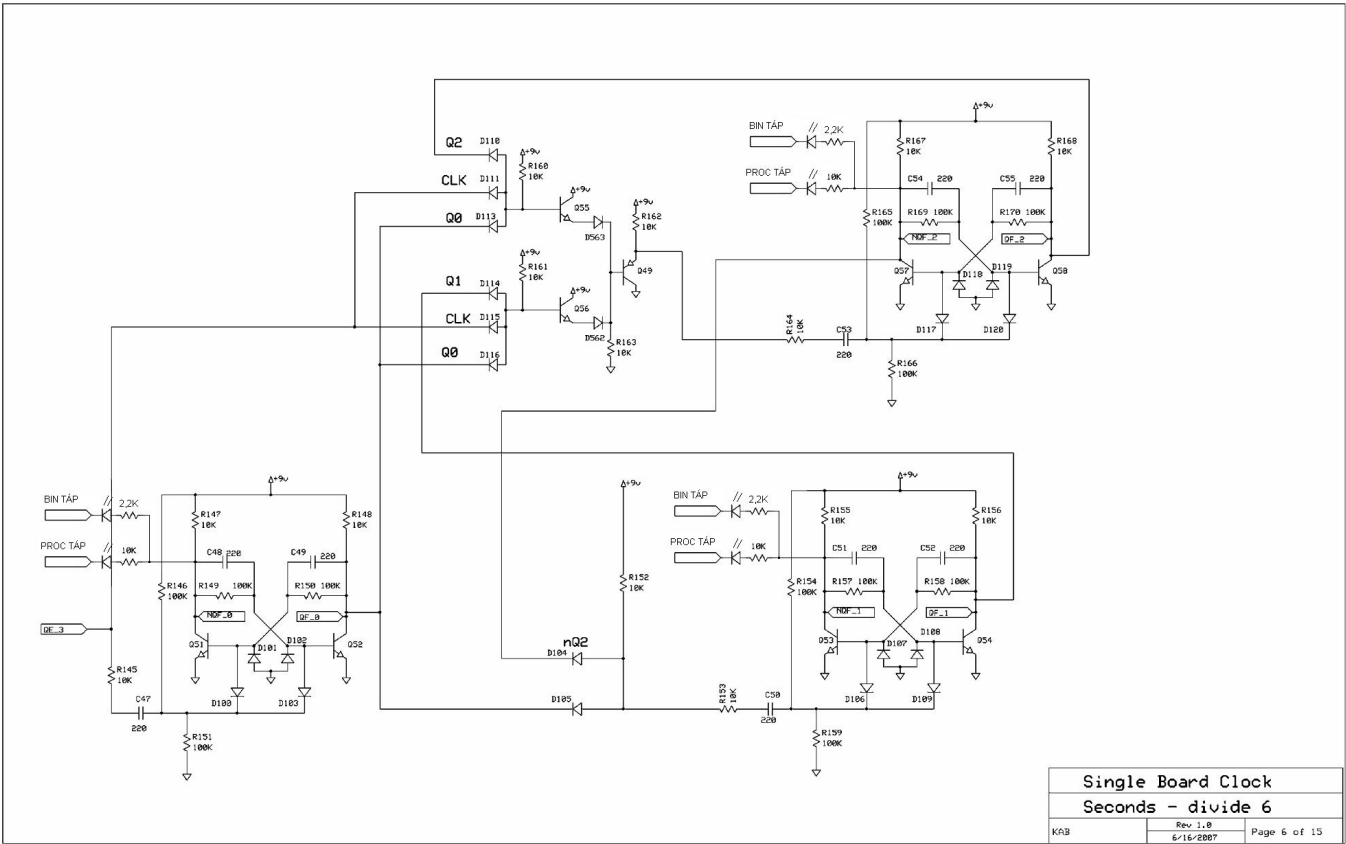 Q2
D110
CLK
D111
Q0
D113
+9v
R160
10K
Q55
+9v
D563
+9v
R162
10K
Q49
Q1
D114
CLK
D115
Q0
D116
+9v
R161
10K
Q56
+9v
D562
R163
10K
R164
10K
C53
220
BIN TÁP
//
2,2K
PROC TÁP
//
10K
+9v
R167
10K
R168
10K
C54
220
C55
220
R165
100K
R169 100K
R170 100K
NQF_2
QF_2
Q57
D118
D119
Q58
D117
D120
R166
100K
BIN TÁP
//
2,2K
PROC TÁP
//
10K
+9v
R147
10K
R148
10K
C48
220
C49
220
R146
100K
R149
100K
R150
100K
NQF_0
QF_0
QE_3
Q51
D101
D102
Q52
R145
10K
C47
220
D100
D103
R151
100K
+9v
R152
10K
nQ2
D104
D105
R153
10K
C50
220
BIN TÁP
//
2,2K
PROC TÁP
//
10K
+9v
R155
10K
R156
10K
C51
220
C52
220
R154
100K
R157 100K
R158 100K
NQF_1
QF_1
Q53
D107
D108
Q54
D106
D109
R159
100K
Single Board Clock
Seconds - divide 6
KAB
Rev 1.0
6/16/2007
Page 6 of 15